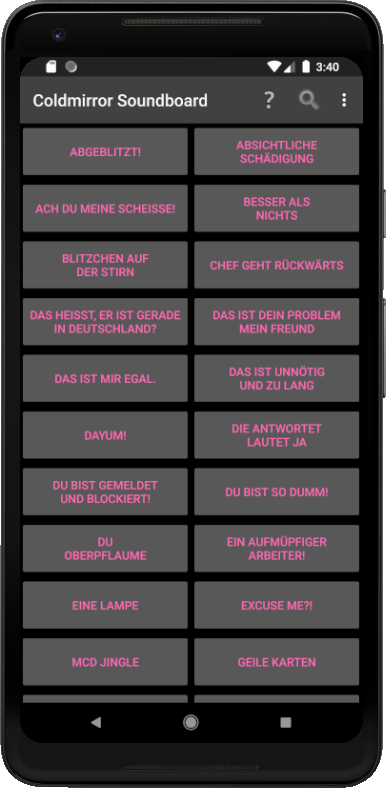 3:40
Coldmirror Soundboard ?
ABGEBLITZT!
ABSICHTLICHE
SCHÄDIGUNG
ACH DU MEINE SCHEISSE!
BESSER ALS
NICHTS
BLITZCHEN AUF
DER STIRN
CHEF GEHT RÜCKWÄRTS
DAS HEISST, ER IST GERADE
IN DEUTSCHLAND?
DAS IST DEIN PROBLEM
MEIN FREUND
DAS IST MIR EGAL.
DAS IST UNNÖTIG
UND ZU LANG
DAYUM!
DIE ANTWORTET
LAUTET JA
DU BIST GEMELDET
UND BLOCKIERT!
DU BIST SO DUMM!
DU
OBERPFLAUME
EIN AUFMÜPFIGER
ARBEITER!
EINE LAMPE
EXCUSE ME?!
MCD JINGLE
GEILE KARTEN